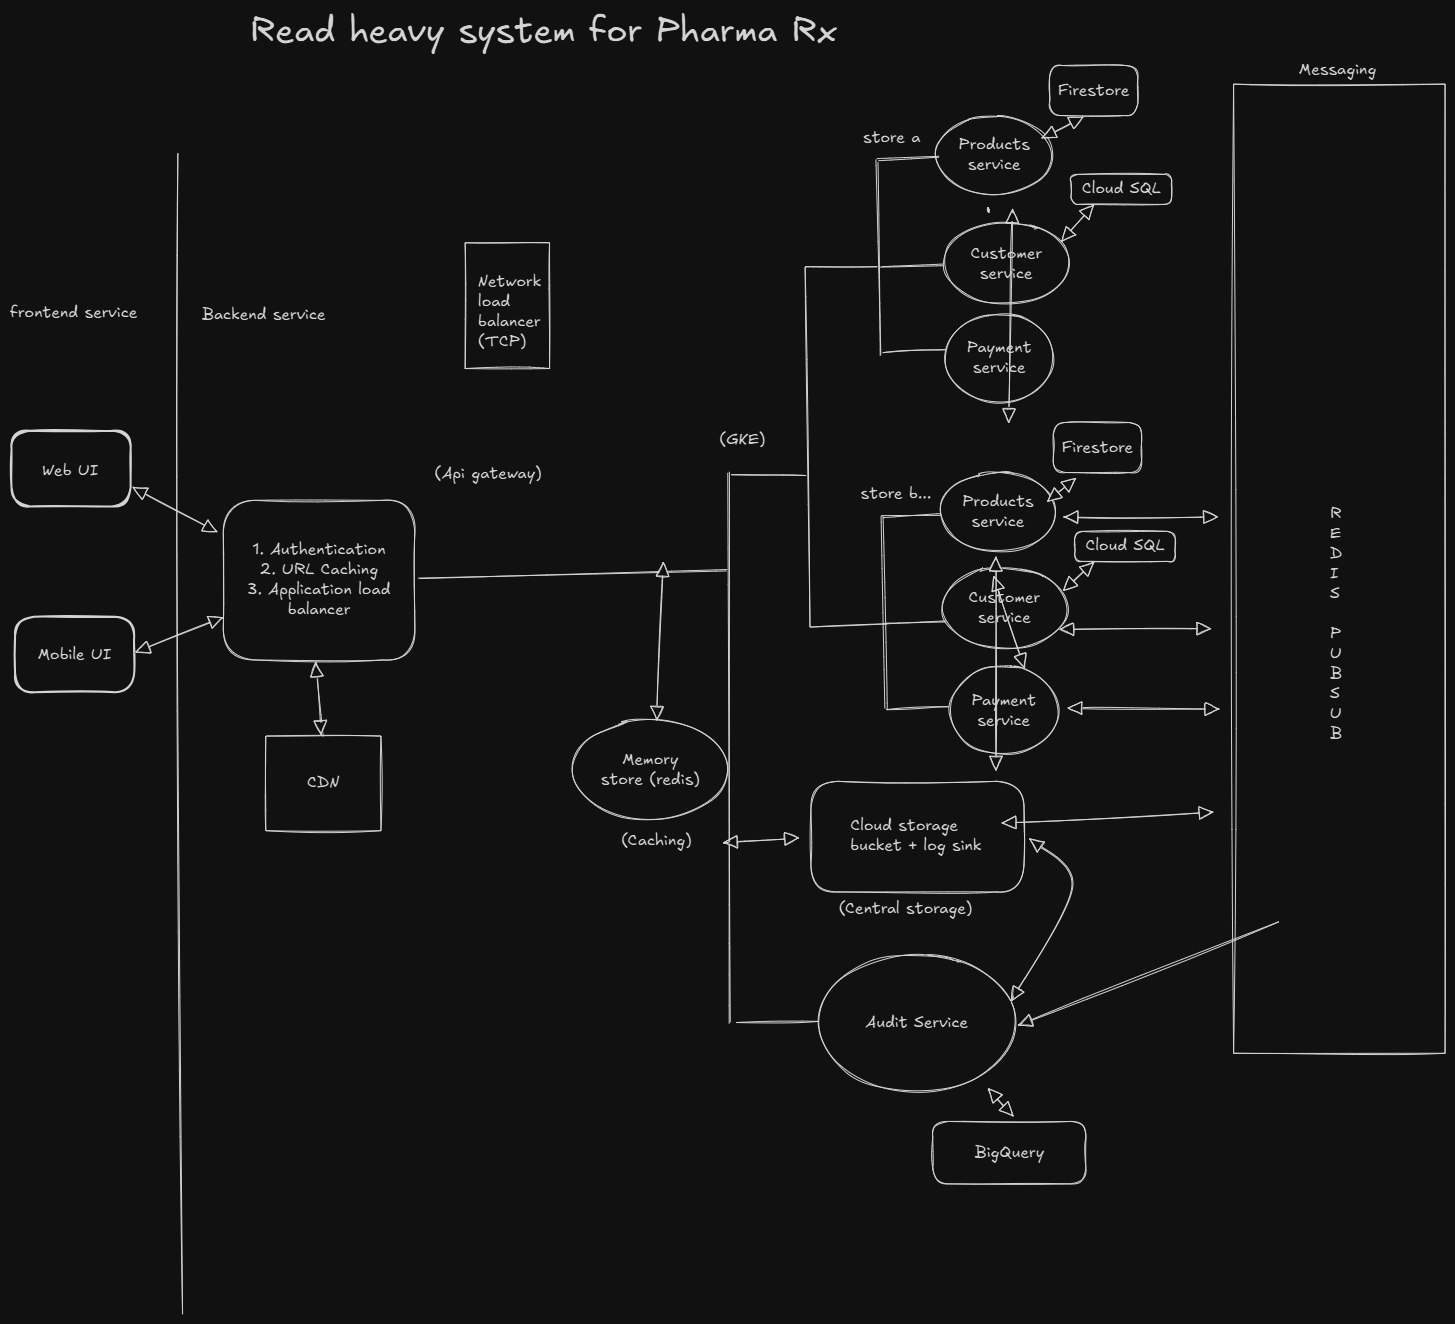 Read heavy system for Pharma Rx
Messaging
Firestore
store a
Products
service
Cloud SQL
Customer
service
Network
load
balancer
(TCP)
frontend service
Backend service
Payment
service
(GKE)
Firestore
Web UI
(Api gateway)
store b...
Products
service
R
E
D
I
S
P
U
B
S
U
B
Cloud SQL
1. Authentication
2. URL Caching
3. Application load
balancer
Customer
service
Mobile UI
Payment
service
CDN
Memory
store (redis)
(Caching)
Cloud storage
bucket + log sink
(Central storage)
Audit Service
BigQuery